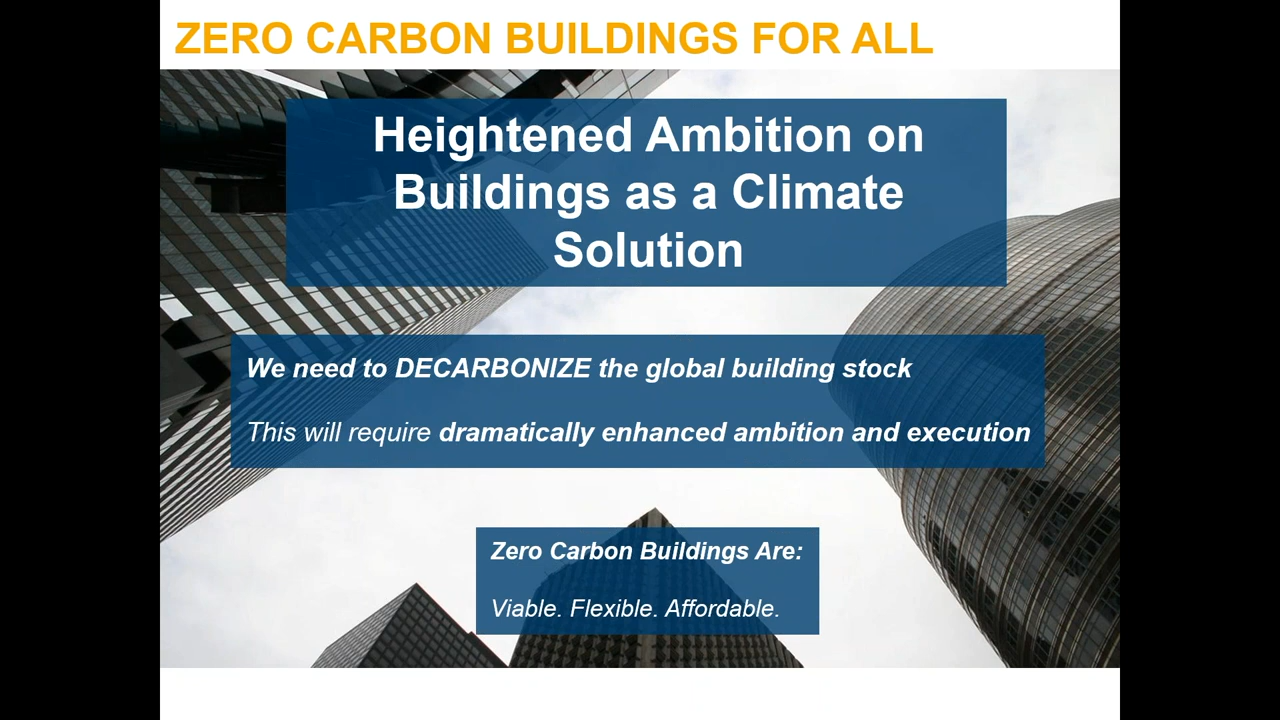 ZERO CARBON BUILDINGS FOR ALL
Heightened Ambition on
Buildings as a Climate
Solution
We need to DECARBONIZE the global building stock
This will require dramatically enhanced ambition and execution
Zero Carbon Buildings Are:
Viable. Flexible. Affordable.